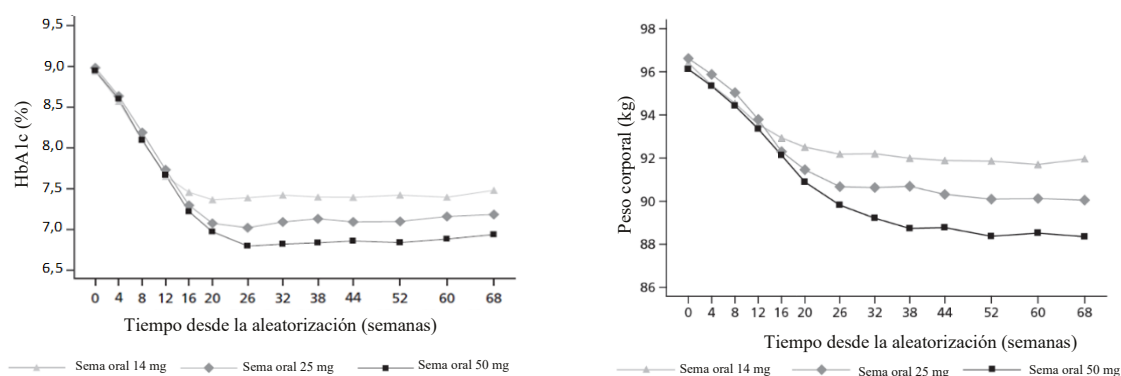 HbA1c (%)
9,5
9,0
8,5
8,0
7,5
7,0
6,5
0 4 8 12 16 20 26 32 38 44 52 60 68
Tiempo desde la aleatorización (semanas)
Sema oral 14 mg Sema oral 25 mg Sema oral 50 mg
Peso corporal (kg)
98
96
94
92
90
88
86
0 4 8 12 16 20 26 32 38 44 52 60 68
Tiempo desde la aleatorización (semanas)
Sema oral 14 mg Sema oral 25 mg Sema oral 50 mg